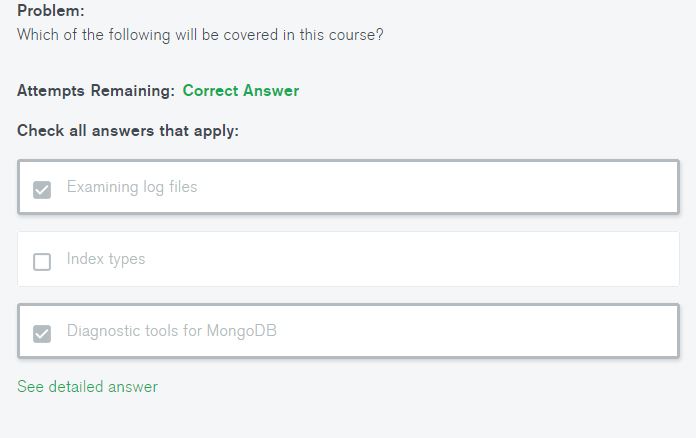 Problem:
Which of the following will be covered in this course?
Attempts Remaining: Correct Answer
Check all answers that apply:
Examining log files
Index types
Diagnostic tools for MongoDB
See detailed answer